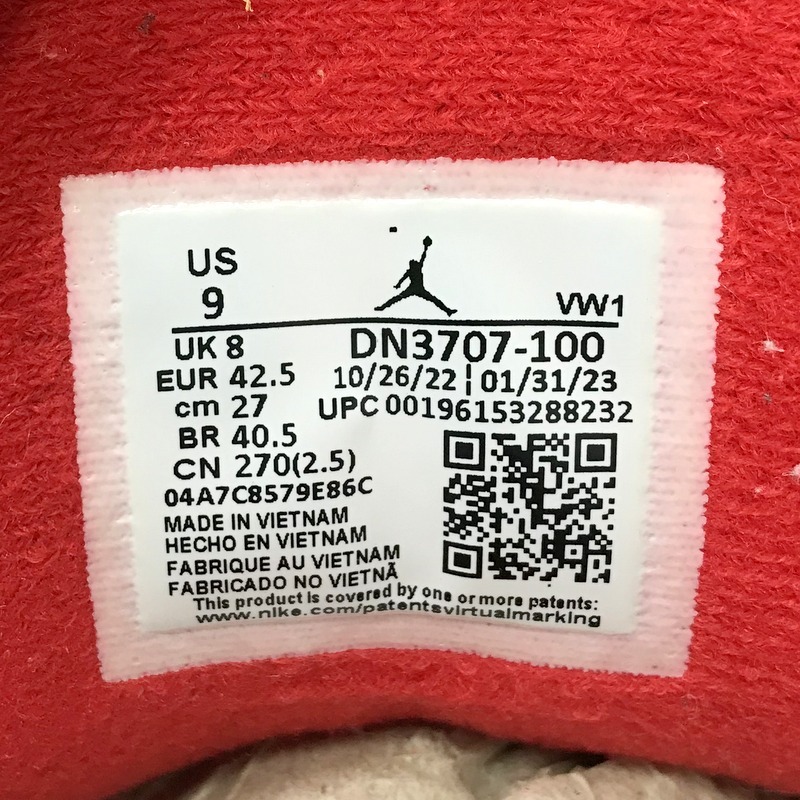 US
9
VW1
UK 8
DN3707-100
EUR 42.5
10/26/22 ¦ 01/31/23
cm 27
UPC 00196153288232
BR 40.5
CN 270(2.5)
04A7C8579E86C
MADE IN VIETNAM
HECHO EN VIETNAM
FABRIQUE AU VIETNAM
FABRICADO NO VIETNÃ
This product is covered by one or more patents:
www.nike.com/patentsvirtualmarking